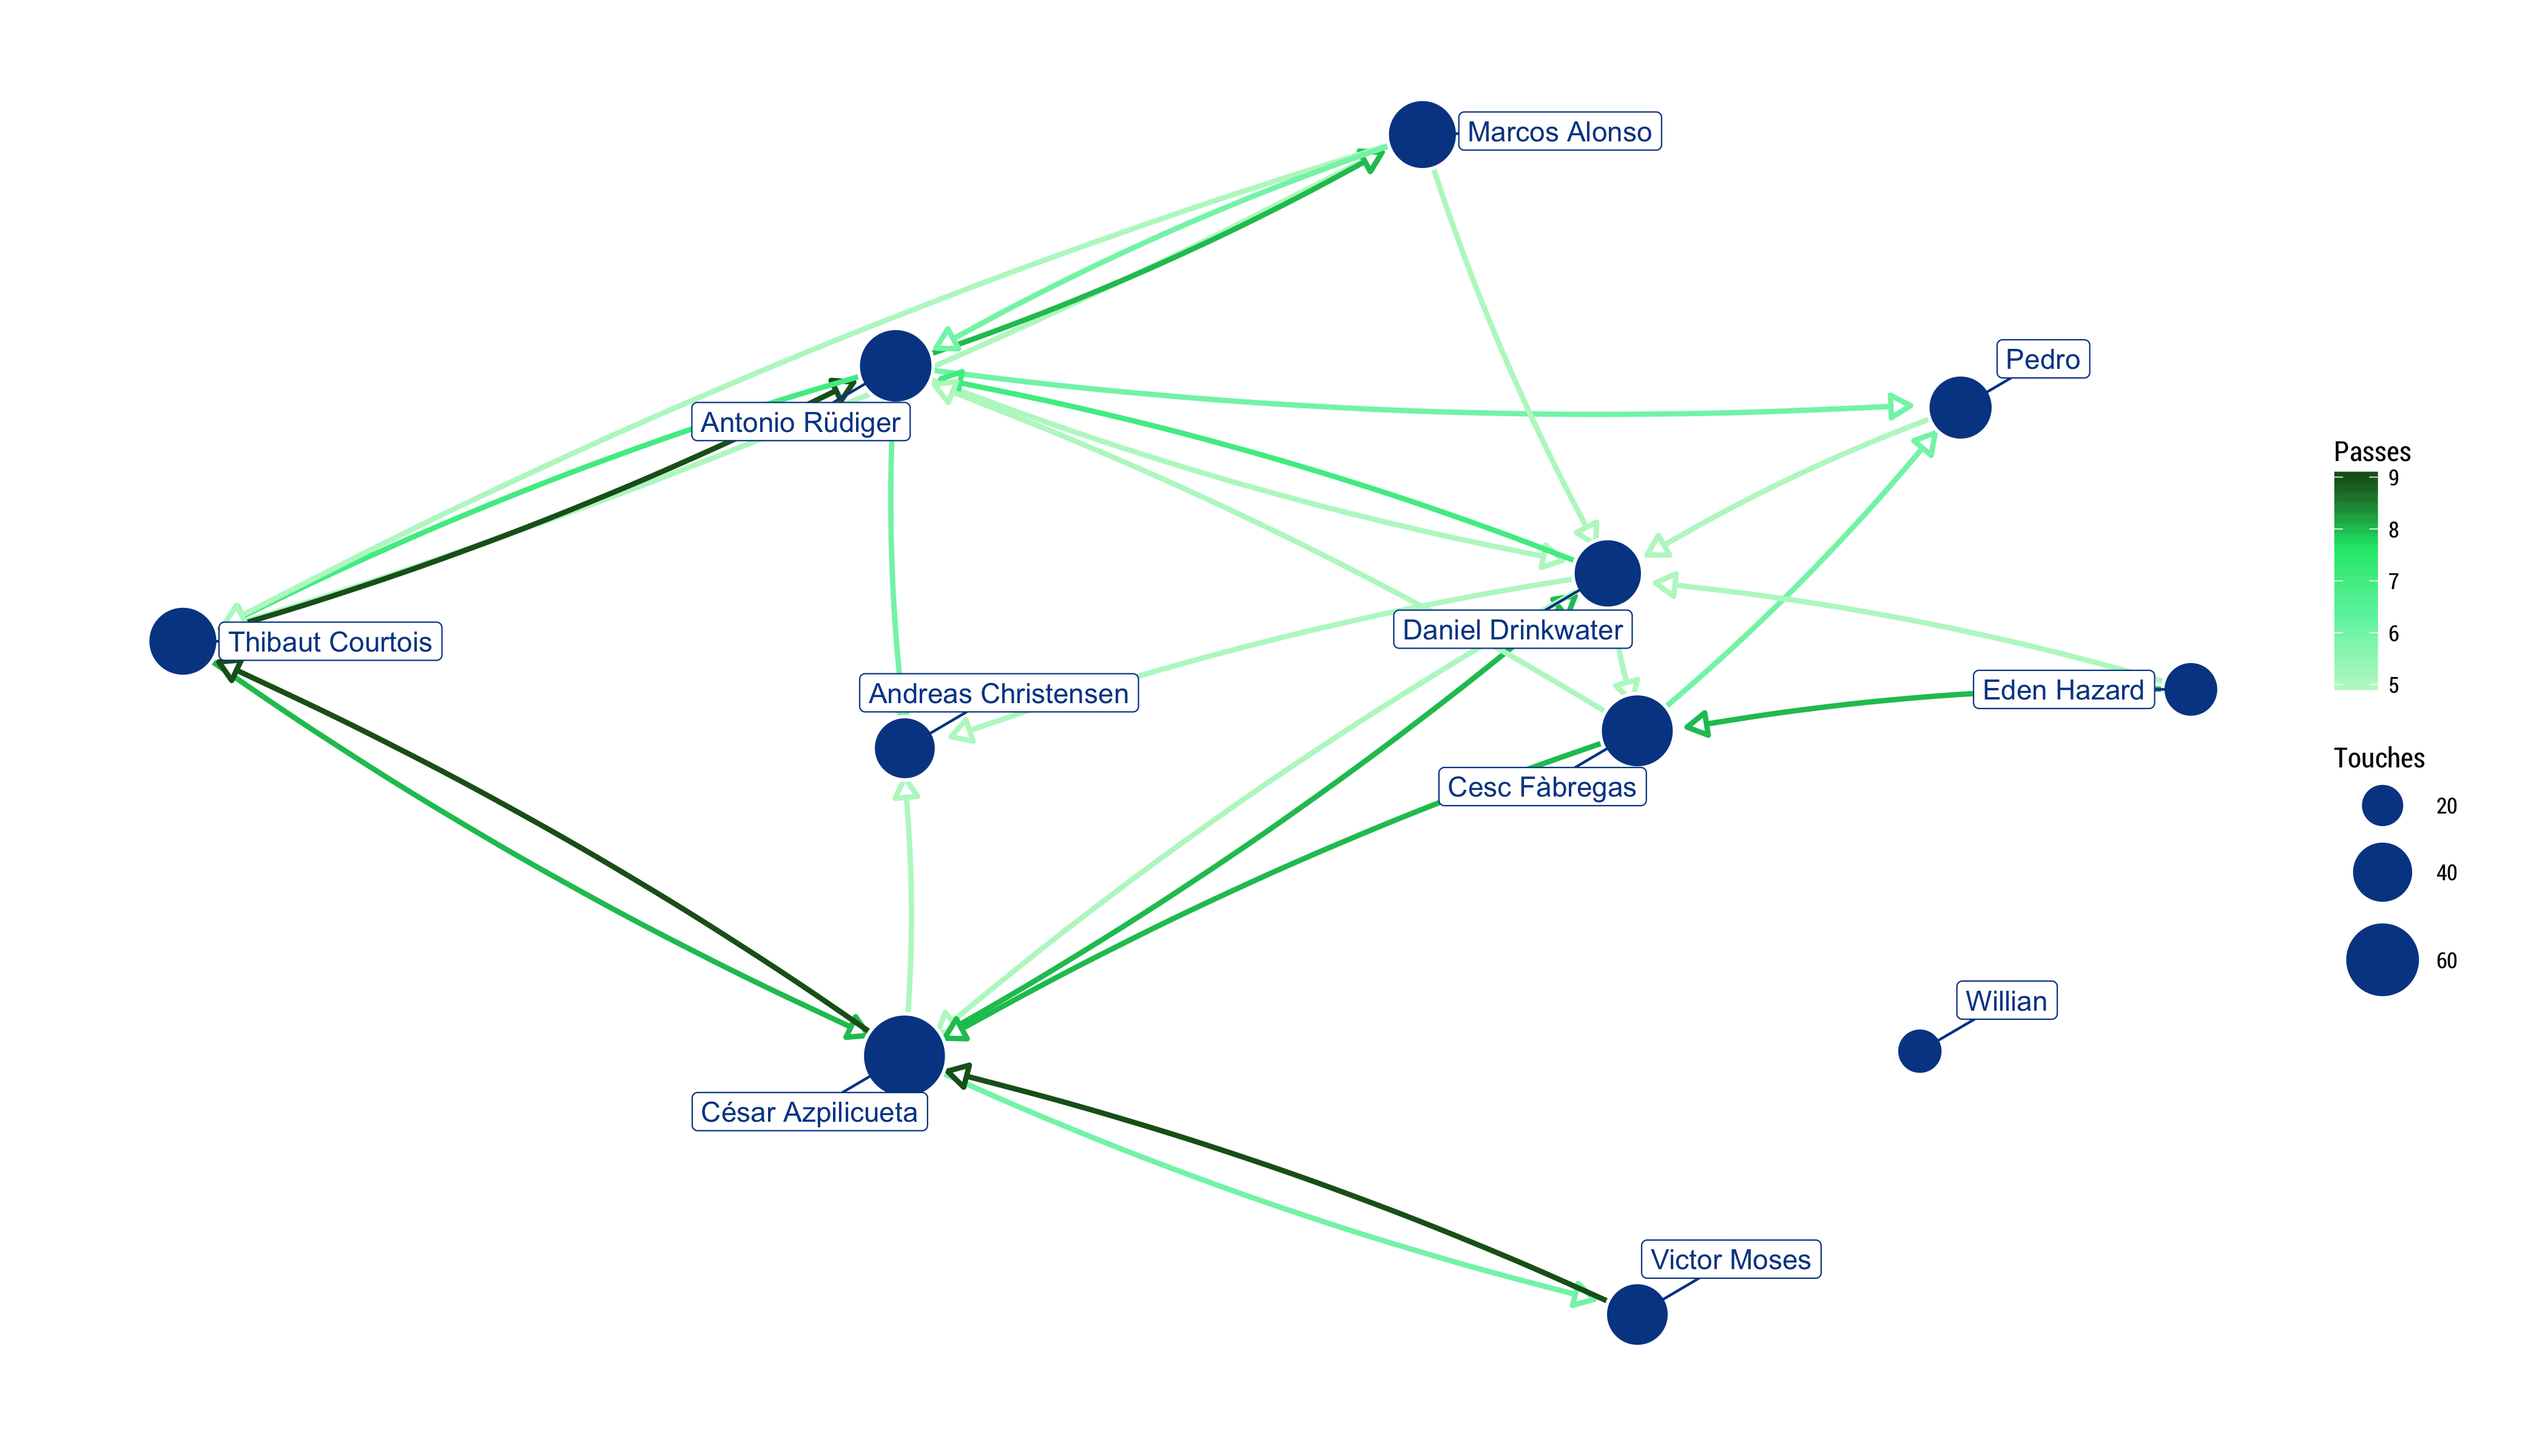 Marcos Alonso
Pedro
Antonio Rüdiger
Daniel Drinkwater
Thibaut Courtois
Andreas Christensen
Eden Hazard
Cesc Fàbregas
Willian
César Azpilicueta
Victor Moses
Passes
9
8
7
6
5
Touches
20
40
60